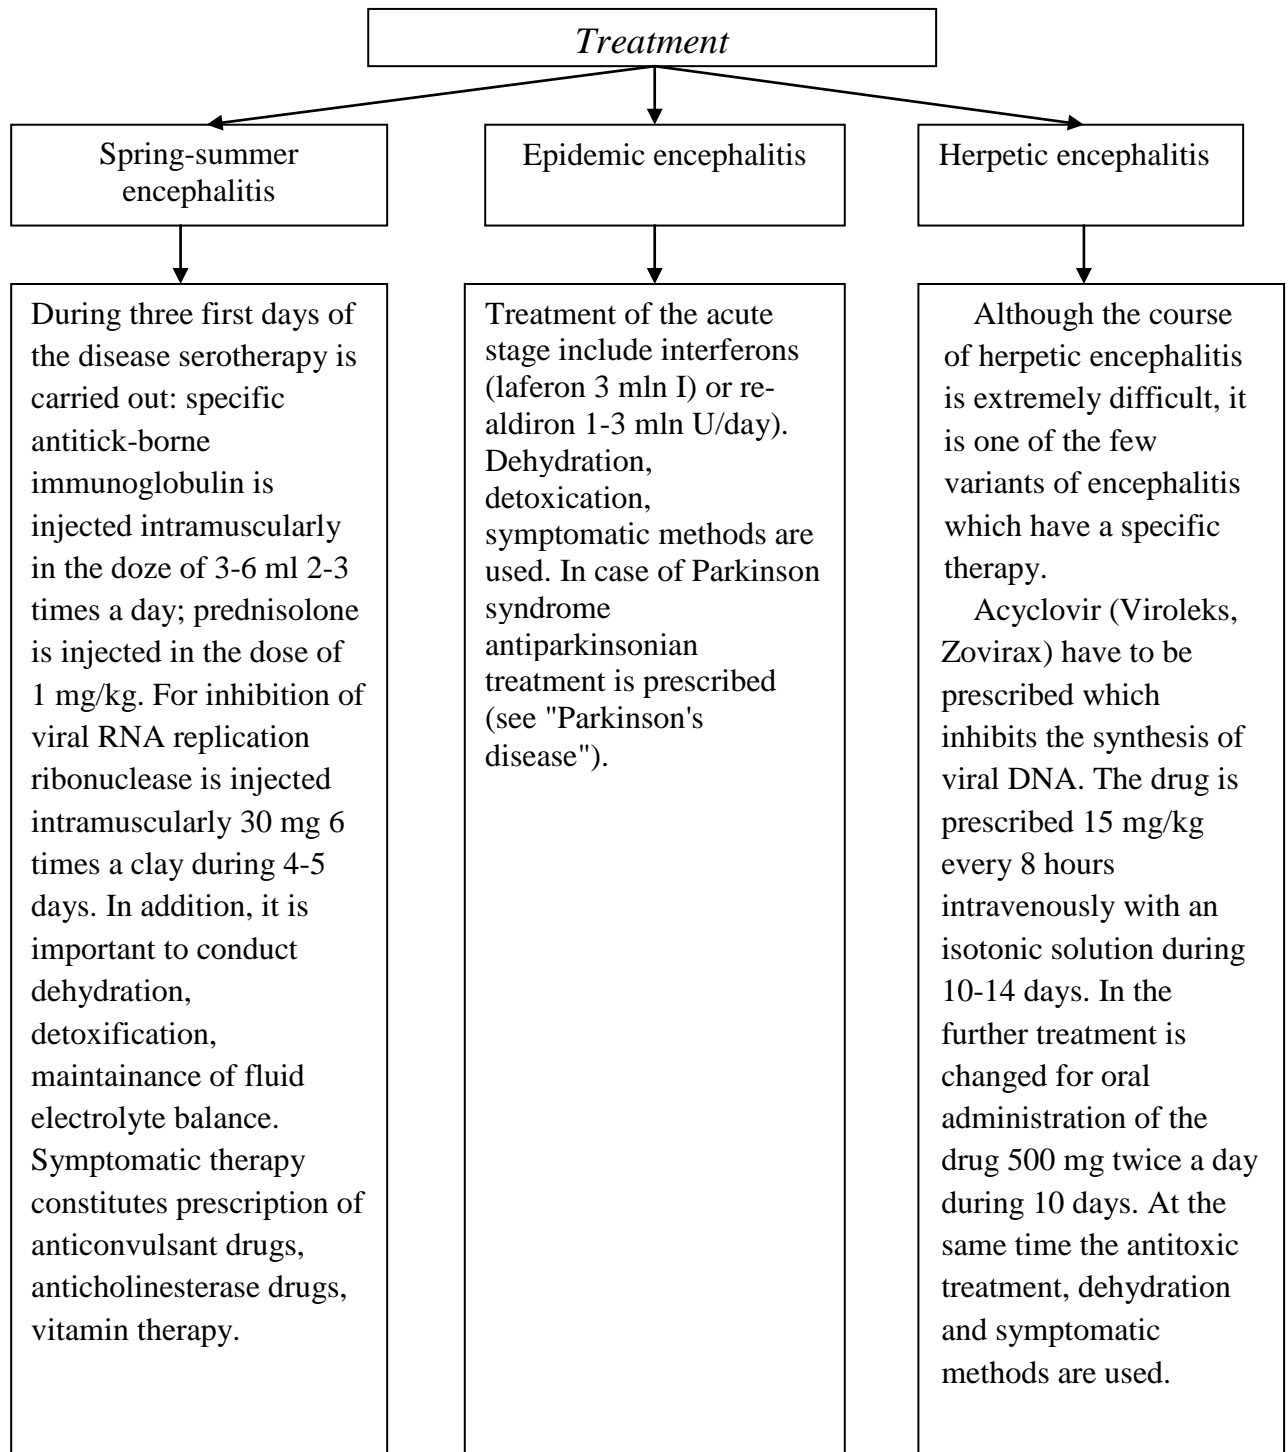 Treatment
Spring-summer
encephalitis
Epidemic encephalitis
Herpetic encephalitis
During three first days of
the disease serotherapy is
carried out: specific
antitick-borne
immunoglobulin is
injected intramuscularly
in the doze of 3-6 ml 2-3
times a day; prednisolone
is injected in the dose of
1 mg/kg. For inhibition of
viral RNA replication
ribonuclease is injected
intramuscularly 30 mg 6
times a clay during 4-5
days. In addition, it is
important to conduct
dehydration,
detoxification,
maintainance of fluid
electrolyte balance.
Symptomatic therapy
constitutes prescription of
anticonvulsant drugs,
anticholinesterase drugs,
vitamin therapy.
Treatment of the acute
stage include interferons
(laferon 3 mln I) or re-
aldiron 1-3 mln U/day).
Dehydration,
detoxication,
symptomatic methods are
used. In case of Parkinson
syndrome
antiparkinsonian
treatment is prescribed
(see "Parkinson's
disease").
Although the course
of herpetic encephalitis
is extremely difficult, it
is one of the few
variants of encephalitis
which have a specific
therapy.
Acyclovir (Viroleks,
Zovirax) have to be
prescribed which
inhibits the synthesis of
viral DNA. The drug is
prescribed 15 mg/kg
every 8 hours
intravenously with an
isotonic solution during
10-14 days. In the
further treatment is
changed for oral
administration of the
drug 500 mg twice a day
during 10 days. At the
same time the antitoxic
treatment, dehydration
and symptomatic
methods are used.